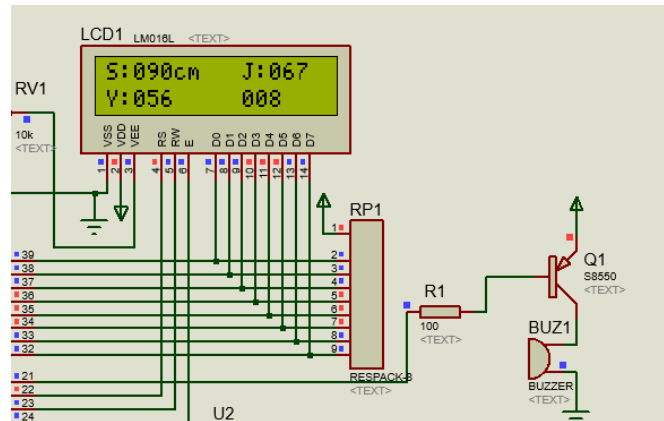 LCD1 LM016L <TEXT>
S:090cm J:067
Y:056 008
RV1
10k
<TEXT>
VSS VDD VEE RS RW E D0 D1 D2 D3 D4 D5 D6 D7
1 2 3 4 5 6 7 8 9 10 11 12 13 14
RP1
1
39 2
38 3
37 4
36 5
35 6
34 7
33 8
32 9
RESPACK-8
<TEXT>
21
22
23
24
U2
R1
100
<TEXT>
Q1
S8550
<TEXT>
BUZ1
BUZZER
<TEXT>